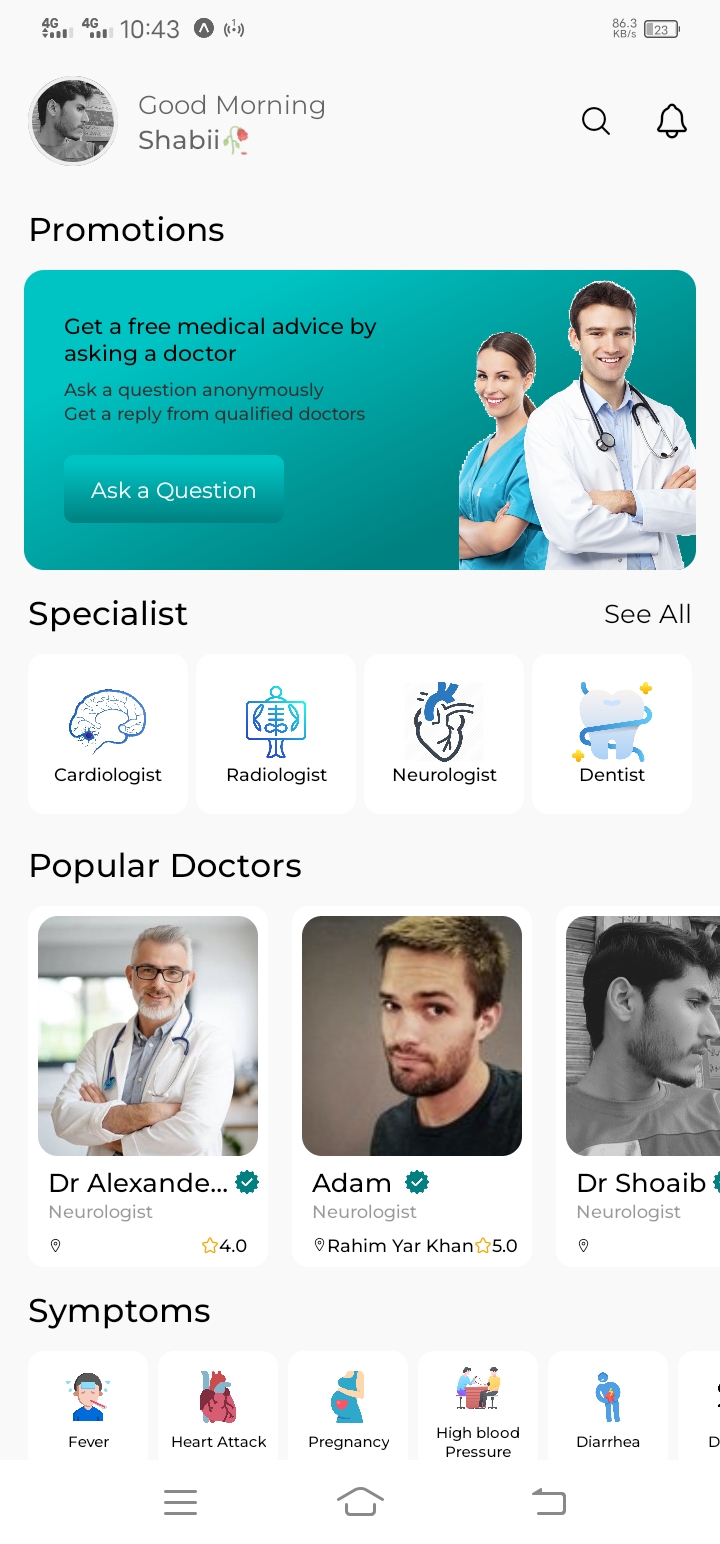 4G 4G 10:43 86.3 KB/s 23
Good Morning
Shabii🥀
Promotions
Get a free medical advice by
asking a doctor
Ask a question anonymously
Get a reply from qualified doctors
Ask a Question
Specialist See All
Cardiologist Radiologist Neurologist Dentist
Popular Doctors
Dr Alexande... Adam Dr Shoaib
Neurologist Neurologist Neurologist
4.0 Rahim Yar Khan 5.0
Symptoms
Fever Heart Attack Pregnancy High blood Diarrhea D
Pressure